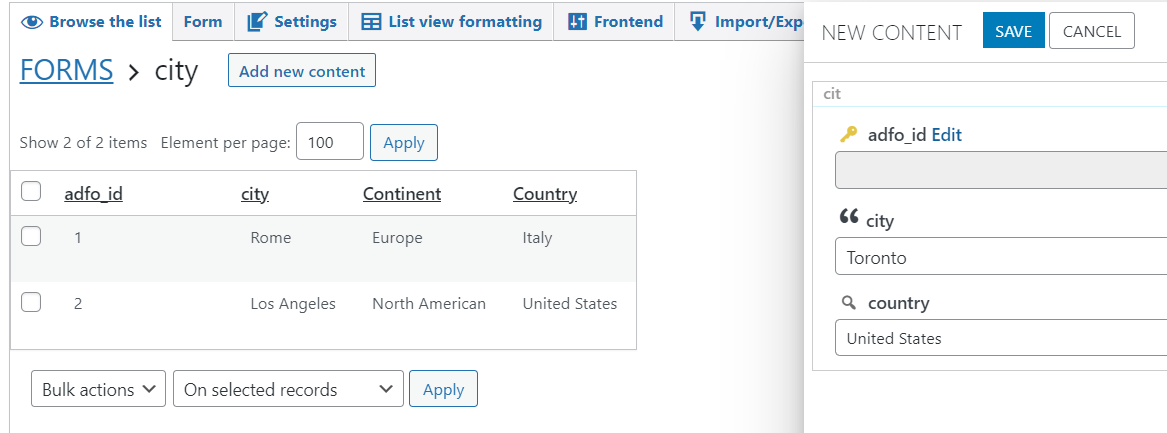 Browse the list Form Settings List view formatting Frontend Import/Exp
FORMS > city Add new content
Show 2 of 2 items Element per page: 100 Apply
adfo_id city Continent Country
1 Rome Europe Italy
2 Los Angeles North American United States
Bulk actions On selected records Apply
NEW CONTENT SAVE CANCEL
cit
adfo_id Edit
city
Toronto
country
United States